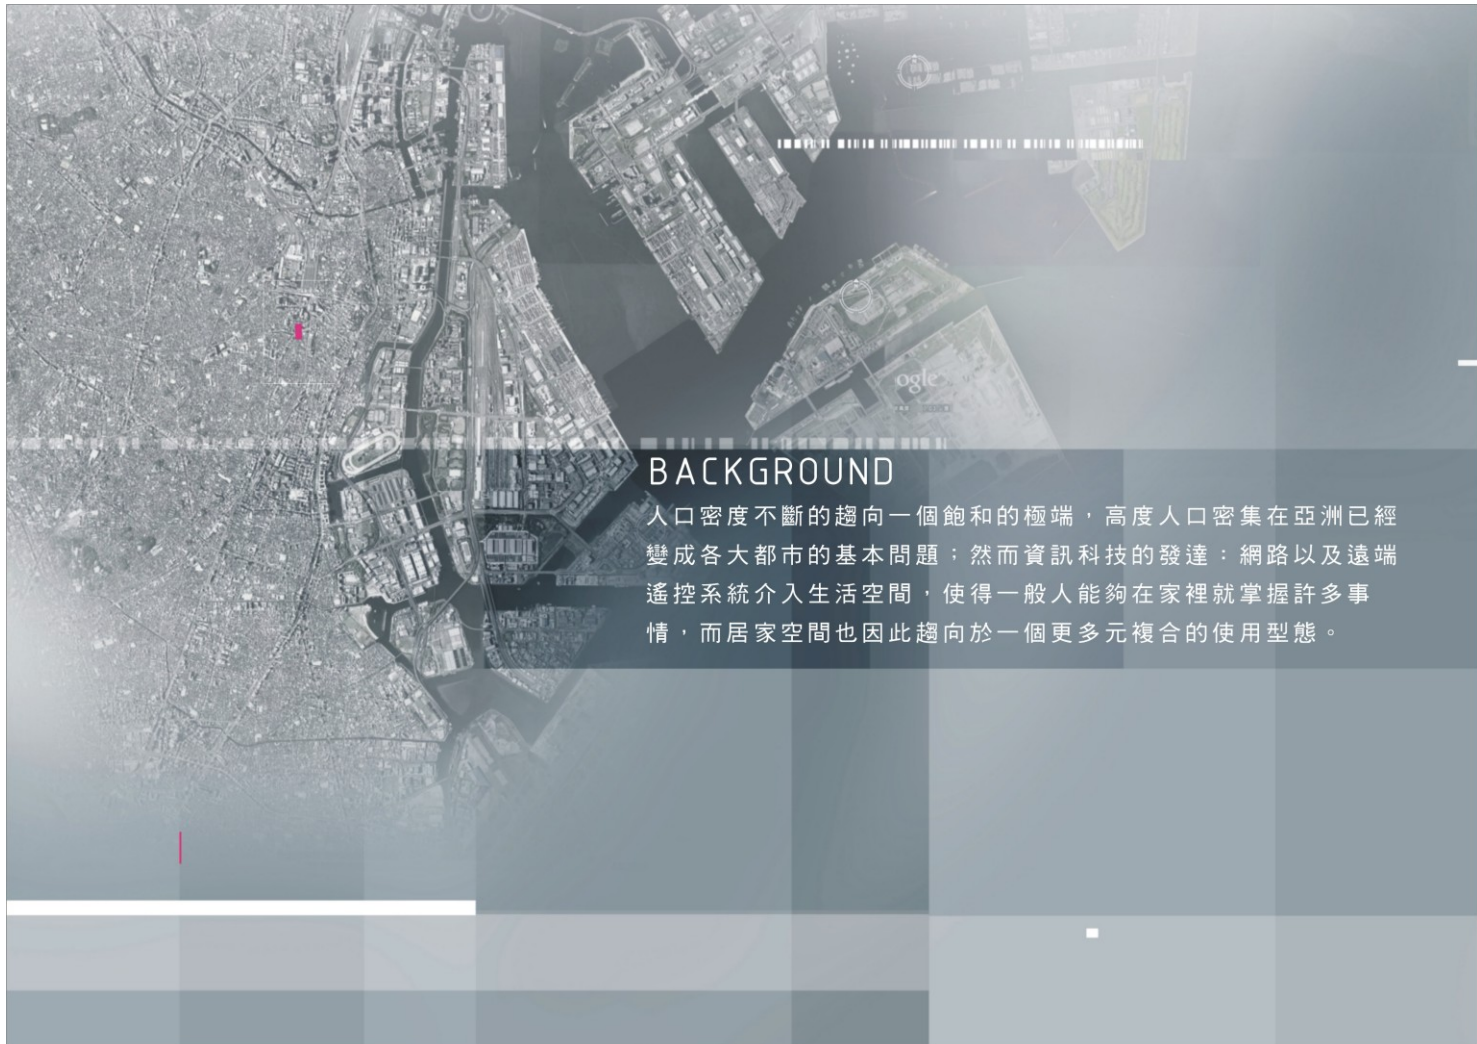 ogle
BACKGROUND
人口密度不斷的趨向一個飽和的極端，高度人口密集在亞洲已經
變成各大都市的基本問題；然而資訊科技的發達：網路以及遠端
遙控系統介入生活空間，使得一般人能夠在家裡就掌握許多事
情，而居家空間也因此趨向於一個更多元複合的使用型態。